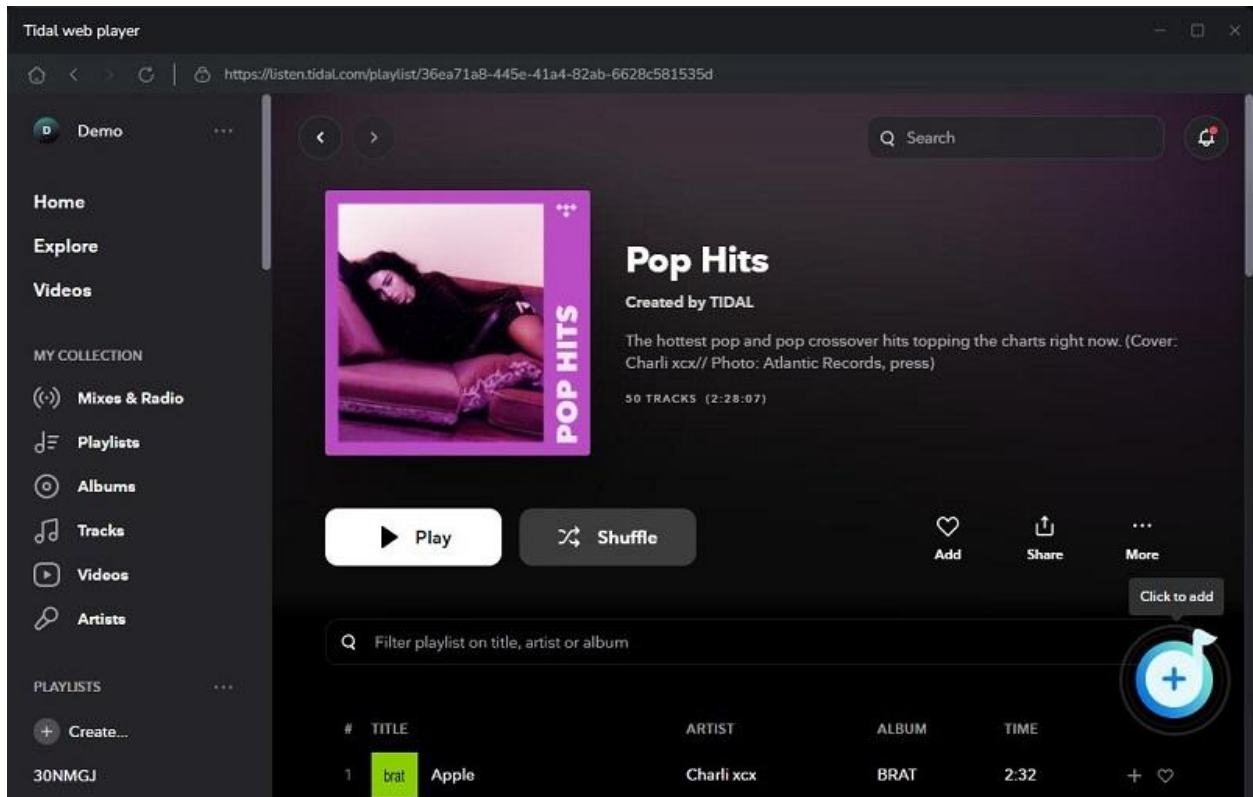 Tidal web player
https://listen.tidal.com/playlist/36ea71a8-445e-41a4-82ab-6628c581535d
D Demo
Search
Home
Explore
Videos
MY COLLECTION
Mixes & Radio
Playlists
Albums
Tracks
Videos
Artists
PLAYLISTS
Create...
30NMGJ
POP HITS
Pop Hits
Created by TIDAL
The hottest pop and pop crossover hits topping the charts right now. (Cover:
Charli xcx// Photo: Atlantic Records, press)
50 TRACKS (2:28:07)
Play
Shuffle
Add
Share
More
Click to add
Filter playlist on title, artist or album
# TITLE ARTIST ALBUM TIME
1 brat Apple Charli xcx BRAT 2:32